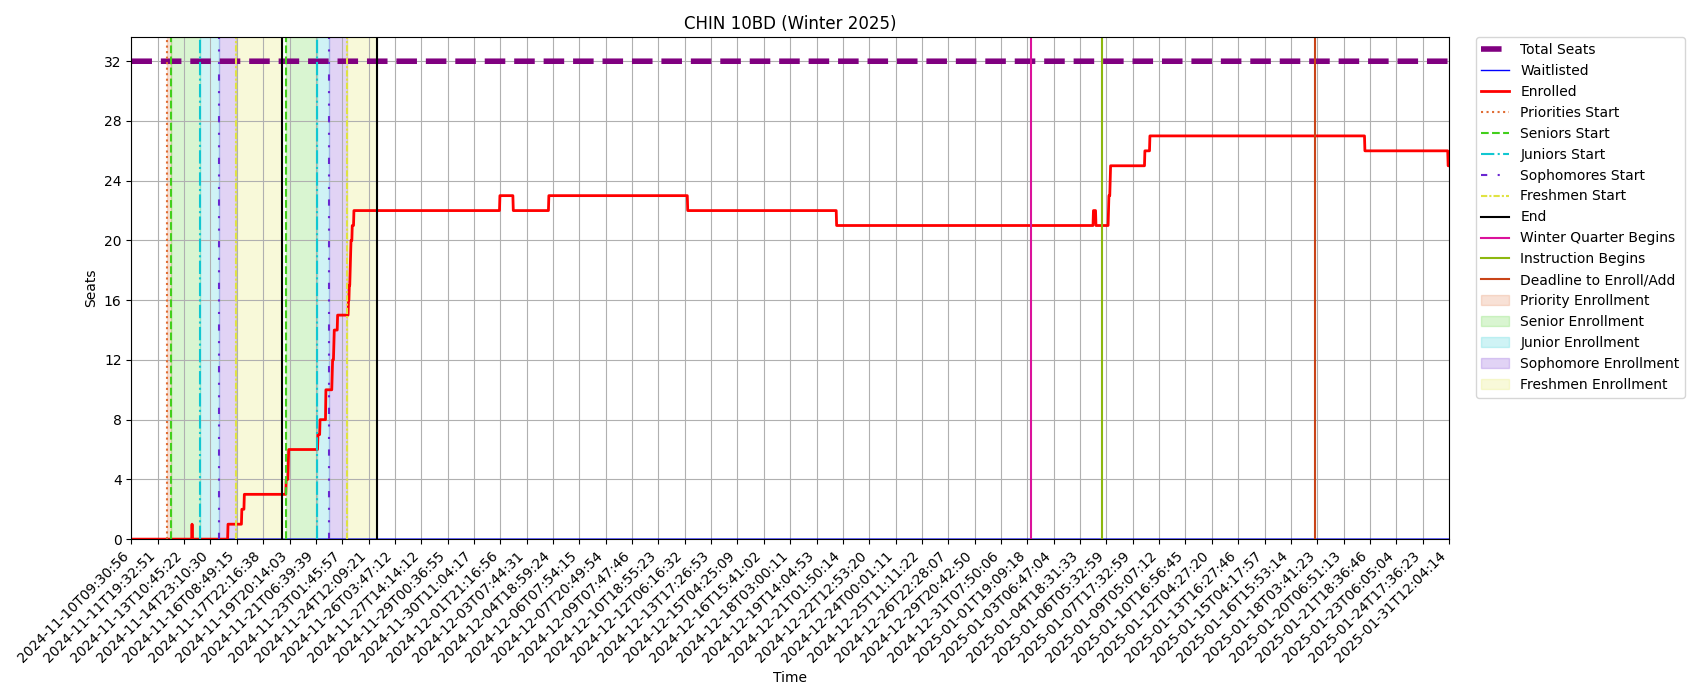 CHIN 10BD (Winter 2025)
Seats
32
28
24
20
16
12
8
4
0
2024-11-10T09:30:56
2024-11-11T19:32:51
2024-11-13T10:45:22
2024-11-14T23:10:30
2024-11-16T08:49:15
2024-11-17T22:16:38
2024-11-19T20:14:03
2024-11-21T06:39:39
2024-11-23T01:45:57
2024-11-24T12:09:21
2024-11-26T03:47:12
2024-11-27T14:14:12
2024-11-29T00:36:55
2024-11-30T11:04:17
2024-12-01T21:16:56
2024-12-03T07:44:31
2024-12-04T18:59:24
2024-12-06T07:54:15
2024-12-07T20:49:54
2024-12-09T07:47:46
2024-12-10T18:55:23
2024-12-12T06:16:32
2024-12-13T17:26:53
2024-12-15T04:25:09
2024-12-16T15:41:02
2024-12-18T03:00:11
2024-12-19T14:04:53
2024-12-21T01:50:14
2024-12-22T12:53:20
2024-12-25T00:01:11
2024-12-26T11:11:22
2024-12-27T22:28:07
2024-12-29T20:42:50
2024-12-31T07:50:06
2025-01-01T19:09:18
2025-01-03T06:47:04
2025-01-04T18:31:33
2025-01-06T05:32:59
2025-01-07T17:32:59
2025-01-09T05:07:12
2025-01-10T16:56:45
2025-01-12T04:27:20
2025-01-13T16:27:46
2025-01-15T04:17:57
2025-01-16T15:53:14
2025-01-18T03:41:23
2025-01-20T06:51:13
2025-01-21T18:36:46
2025-01-23T06:05:04
2025-01-24T17:36:23
2025-01-31T12:04:14
Time
Total Seats
Waitlisted
Enrolled
Priorities Start
Seniors Start
Juniors Start
Sophomores Start
Freshmen Start
End
Winter Quarter Begins
Instruction Begins
Deadline to Enroll/Add
Priority Enrollment
Senior Enrollment
Junior Enrollment
Sophomore Enrollment
Freshmen Enrollment